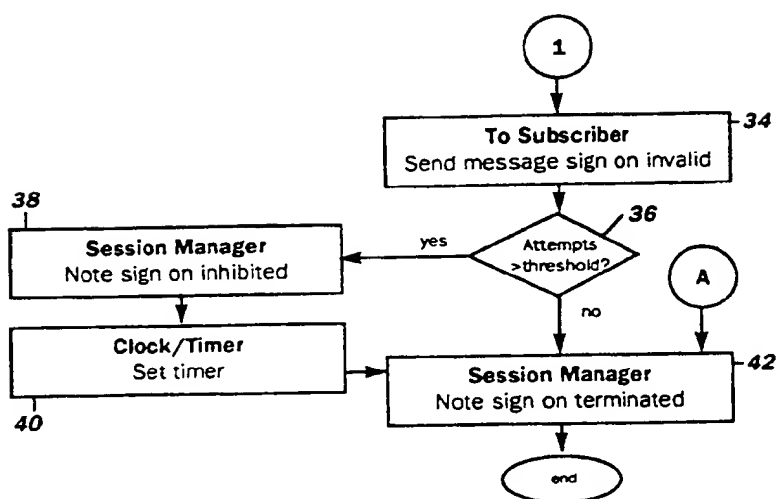 1
34
To Subscriber
Send message sign on invalid
36
38
Attempts
>threshold?
yes
no
A
Session Manager
Note sign on inhibited
Clock/Timer
Set timer
40
42
Session Manager
Note sign on terminated
end